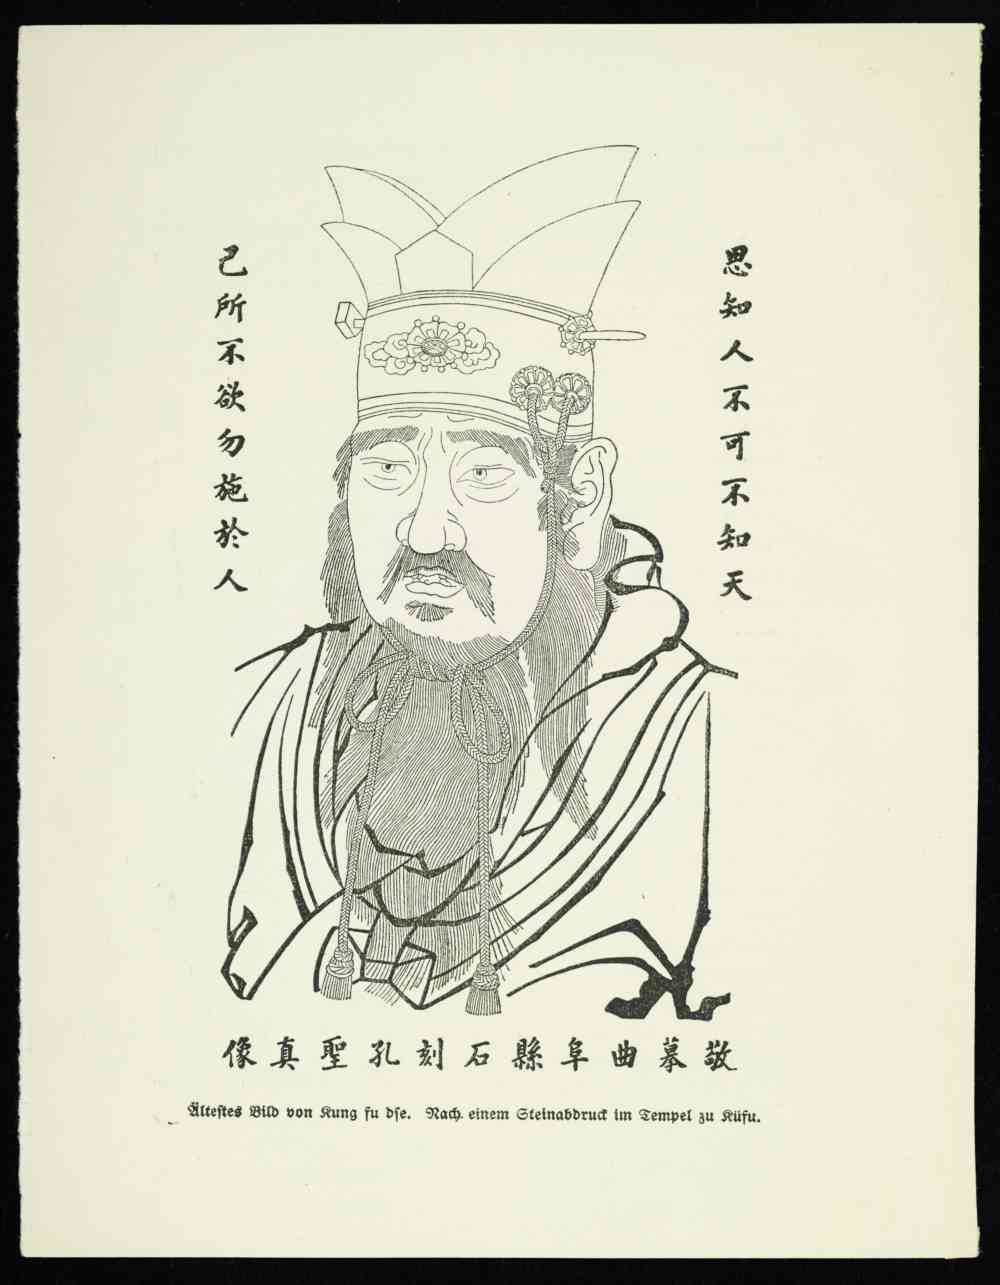 思知人不可不知天
己所不欲勿施於人
敬摹曲阜縣石刻孔聖真像
Ältestes Bild von Kung fu dse. Nach einem Steinabdruck im Tempel zu Küfu.